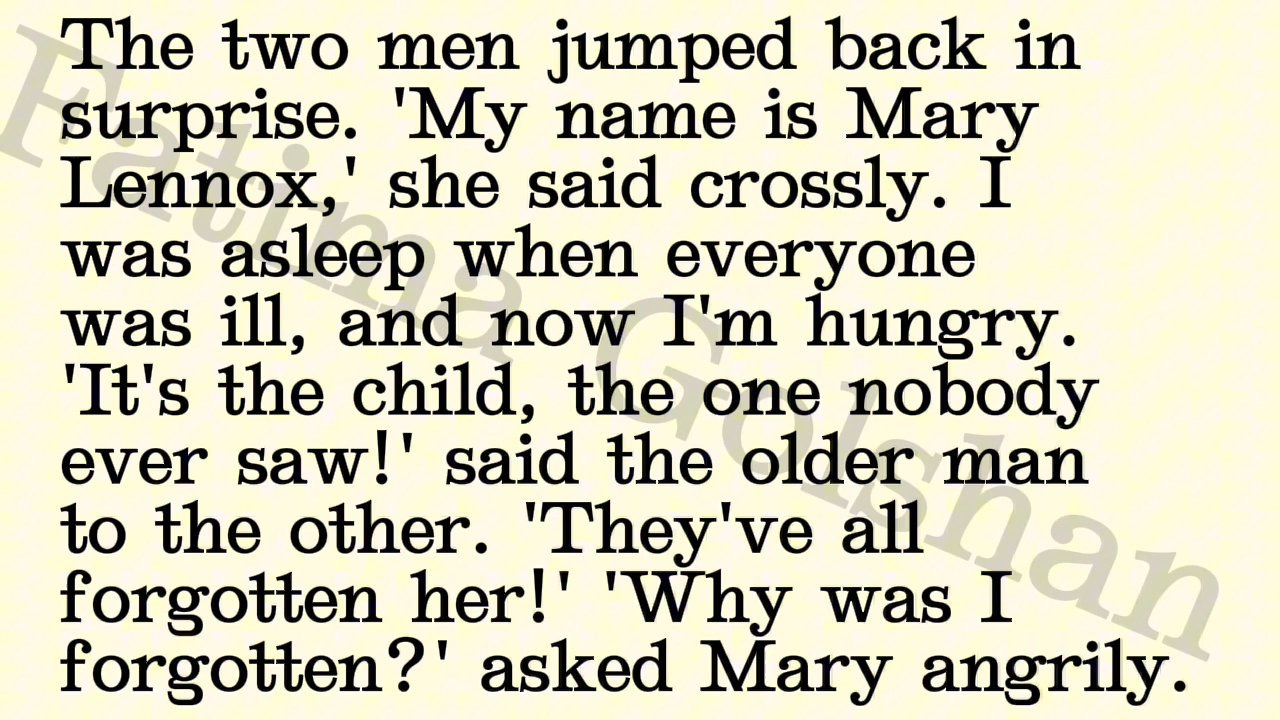 The two men jumped back in
surprise. 'My name is Mary
Lennox,' she said crossly. I
was asleep when everyone
was ill, and now I'm hungry.
'It's the child, the one nobody
ever saw!' said the older man
to the other. 'They've all
forgotten her!' 'Why was I
forgotten?' asked Mary angrily.
Fatima Golshan